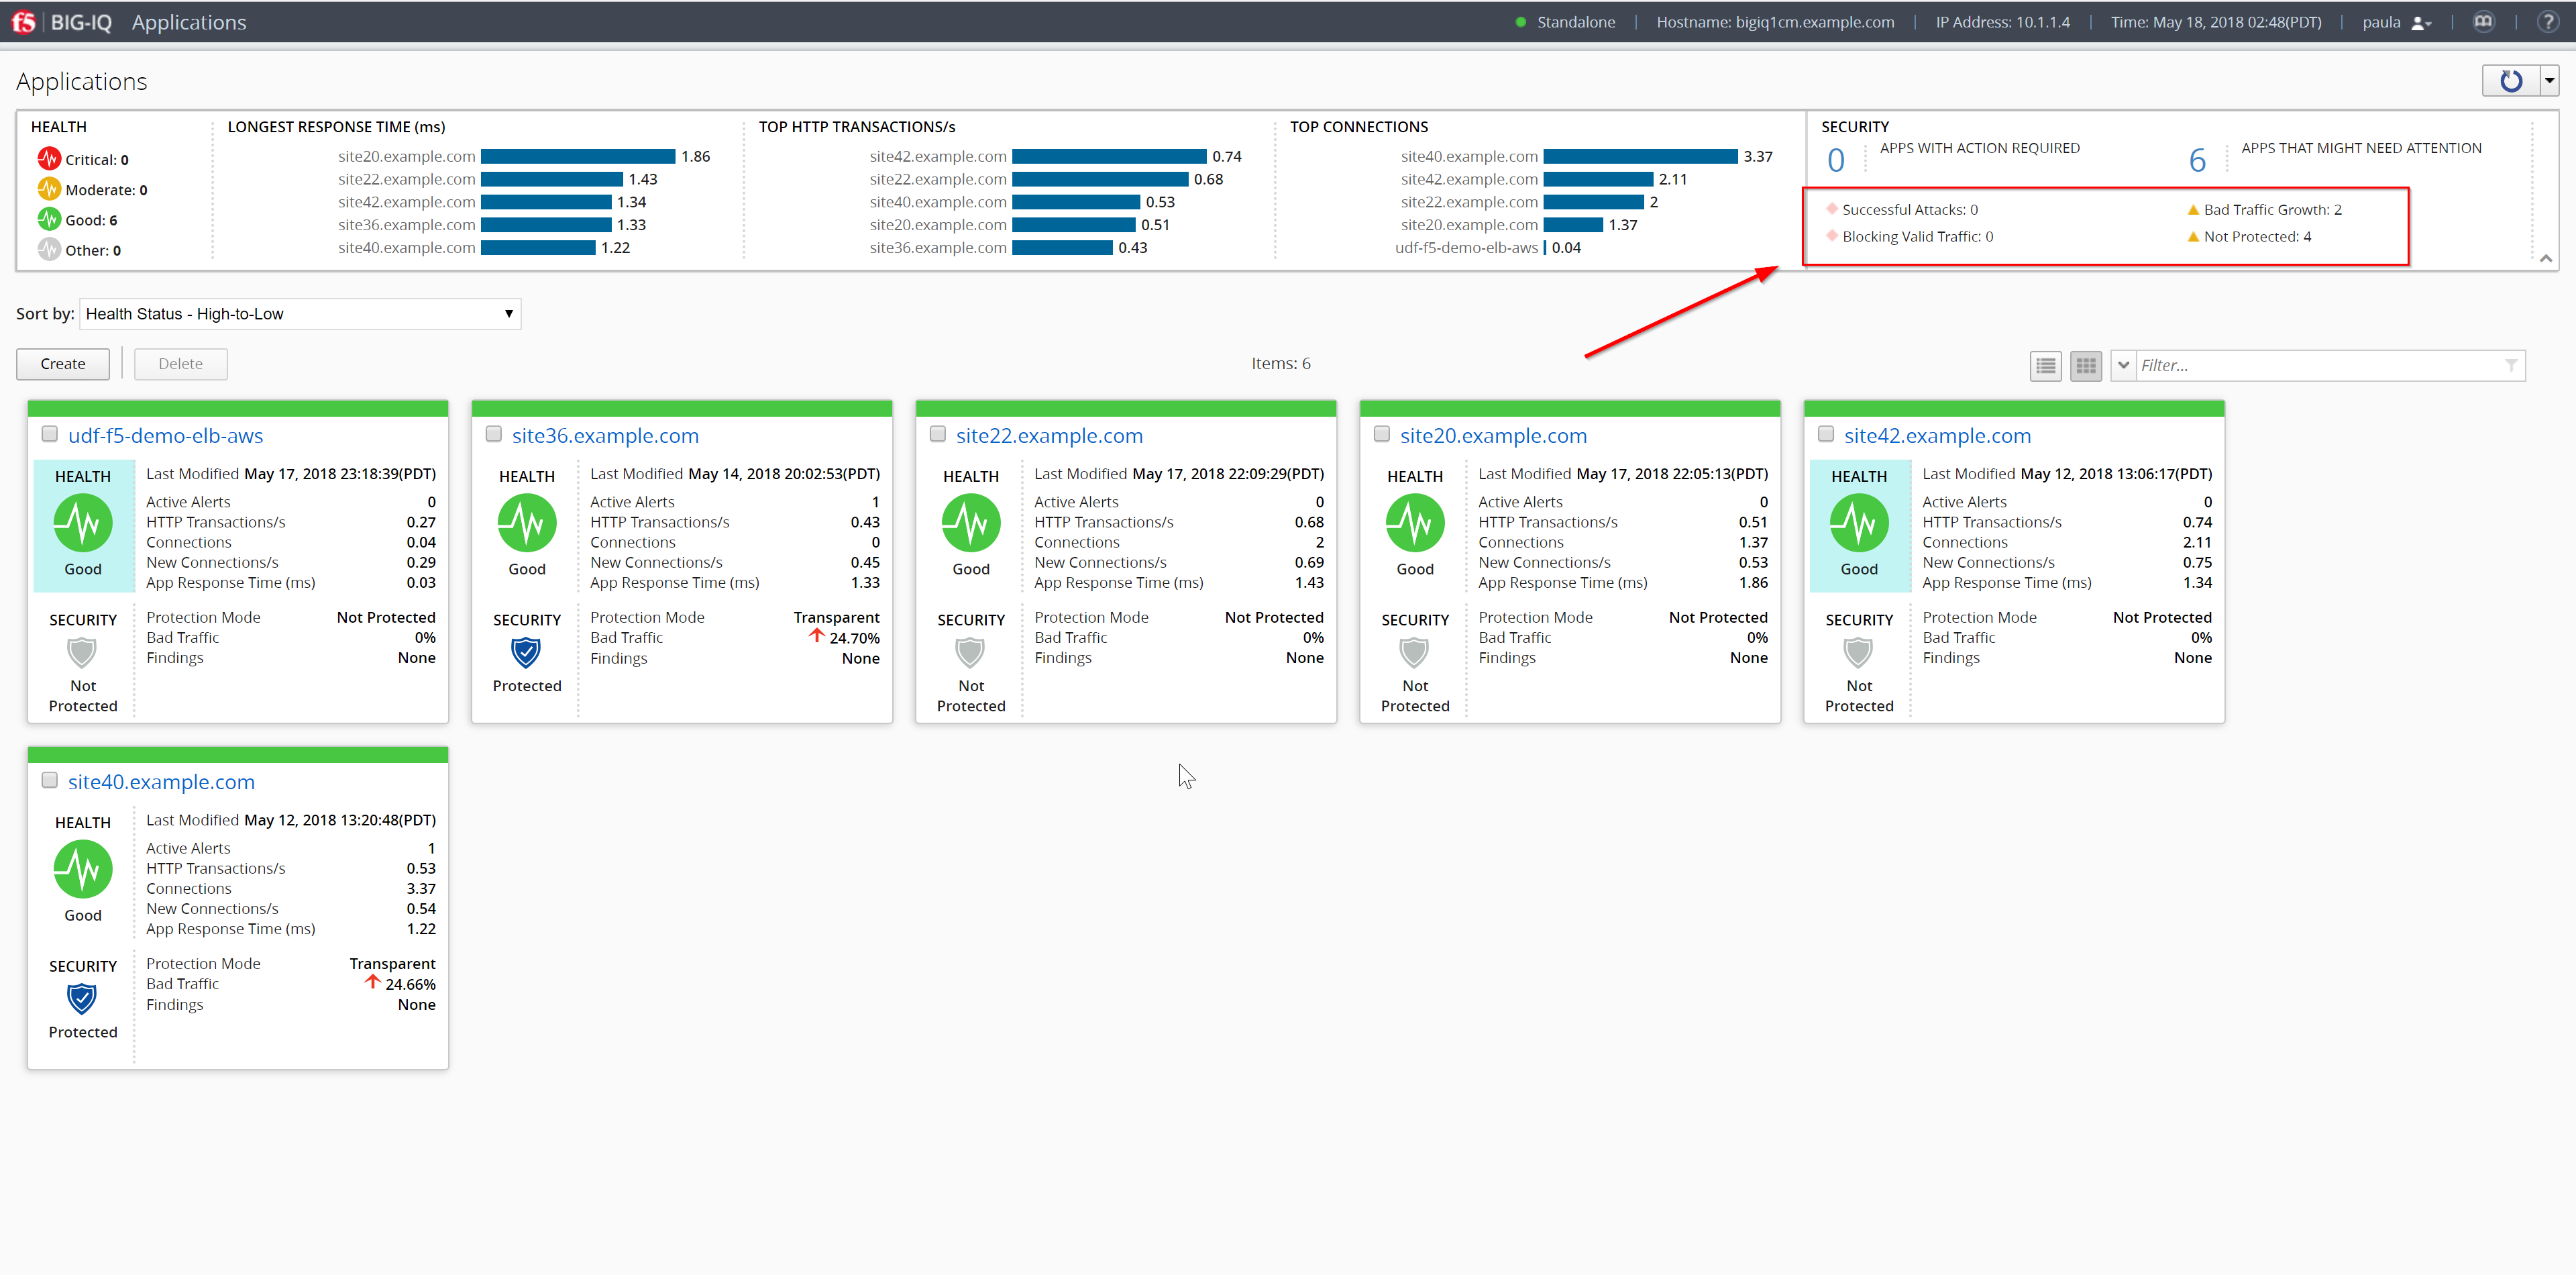 f5 BIG-IQ Applications Standalone Hostname: bigiq1cm.example.com IP Address: 10.1.1.4 Time: May 18, 2018 02:48(PDT) paula ?
Applications
HEALTH
Critical: 0
Moderate: 0
Good: 6
Other: 0
LONGEST RESPONSE TIME (ms)
site20.example.com 1.86
site22.example.com 1.43
site42.example.com 1.34
site36.example.com 1.33
site40.example.com 1.22
TOP HTTP TRANSACTIONS/s
site42.example.com 0.74
site22.example.com 0.68
site40.example.com 0.53
site20.example.com 0.51
site36.example.com 0.43
TOP CONNECTIONS
site40.example.com 3.37
site42.example.com 2.11
site22.example.com 2
site20.example.com 1.37
udf-f5-demo-elb-aws 0.04
SECURITY
0 APPS WITH ACTION REQUIRED
6 APPS THAT MIGHT NEED ATTENTION
Successful Attacks: 0
Bad Traffic Growth: 2
Blocking Valid Traffic: 0
Not Protected: 4
Sort by: Health Status - High-to-Low
Create Delete Items: 6 Filter...
udf-f5-demo-elb-aws
HEALTH
Good
Last Modified May 17, 2018 23:18:39(PDT)
Active Alerts 0
HTTP Transactions/s 0.27
Connections 0.04
New Connections/s 0.29
App Response Time (ms) 0.03
SECURITY
Not
Protected
Protection Mode Not Protected
Bad Traffic 0%
Findings None
site36.example.com
HEALTH
Good
Last Modified May 14, 2018 20:02:53(PDT)
Active Alerts 1
HTTP Transactions/s 0.43
Connections 0
New Connections/s 0.45
App Response Time (ms) 1.33
SECURITY
Protected
Protection Mode Transparent
Bad Traffic 24.70%
Findings None
site22.example.com
HEALTH
Good
Last Modified May 17, 2018 22:09:29(PDT)
Active Alerts 0
HTTP Transactions/s 0.68
Connections 2
New Connections/s 0.69
App Response Time (ms) 1.43
SECURITY
Not
Protected
Protection Mode Not Protected
Bad Traffic 0%
Findings None
site20.example.com
HEALTH
Good
Last Modified May 17, 2018 22:05:13(PDT)
Active Alerts 0
HTTP Transactions/s 0.51
Connections 1.37
New Connections/s 0.53
App Response Time (ms) 1.86
SECURITY
Not
Protected
Protection Mode Not Protected
Bad Traffic 0%
Findings None
site42.example.com
HEALTH
Good
Last Modified May 12, 2018 13:06:17(PDT)
Active Alerts 0
HTTP Transactions/s 0.74
Connections 2.11
New Connections/s 0.75
App Response Time (ms) 1.34
SECURITY
Not
Protected
Protection Mode Not Protected
Bad Traffic 0%
Findings None
site40.example.com
HEALTH
Good
Last Modified May 12, 2018 13:20:48(PDT)
Active Alerts 1
HTTP Transactions/s 0.53
Connections 3.37
New Connections/s 0.54
App Response Time (ms) 1.22
SECURITY
Protected
Protection Mode Transparent
Bad Traffic 24.66%
Findings None